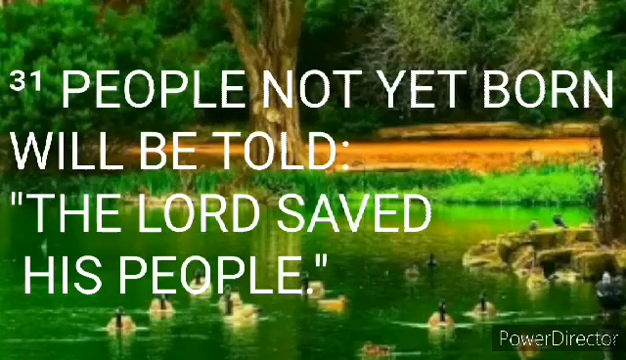 ³¹ PEOPLE NOT YET BORN
WILL BE TOLD:
"THE LORD SAVED
HIS PEOPLE."
PowerDirector